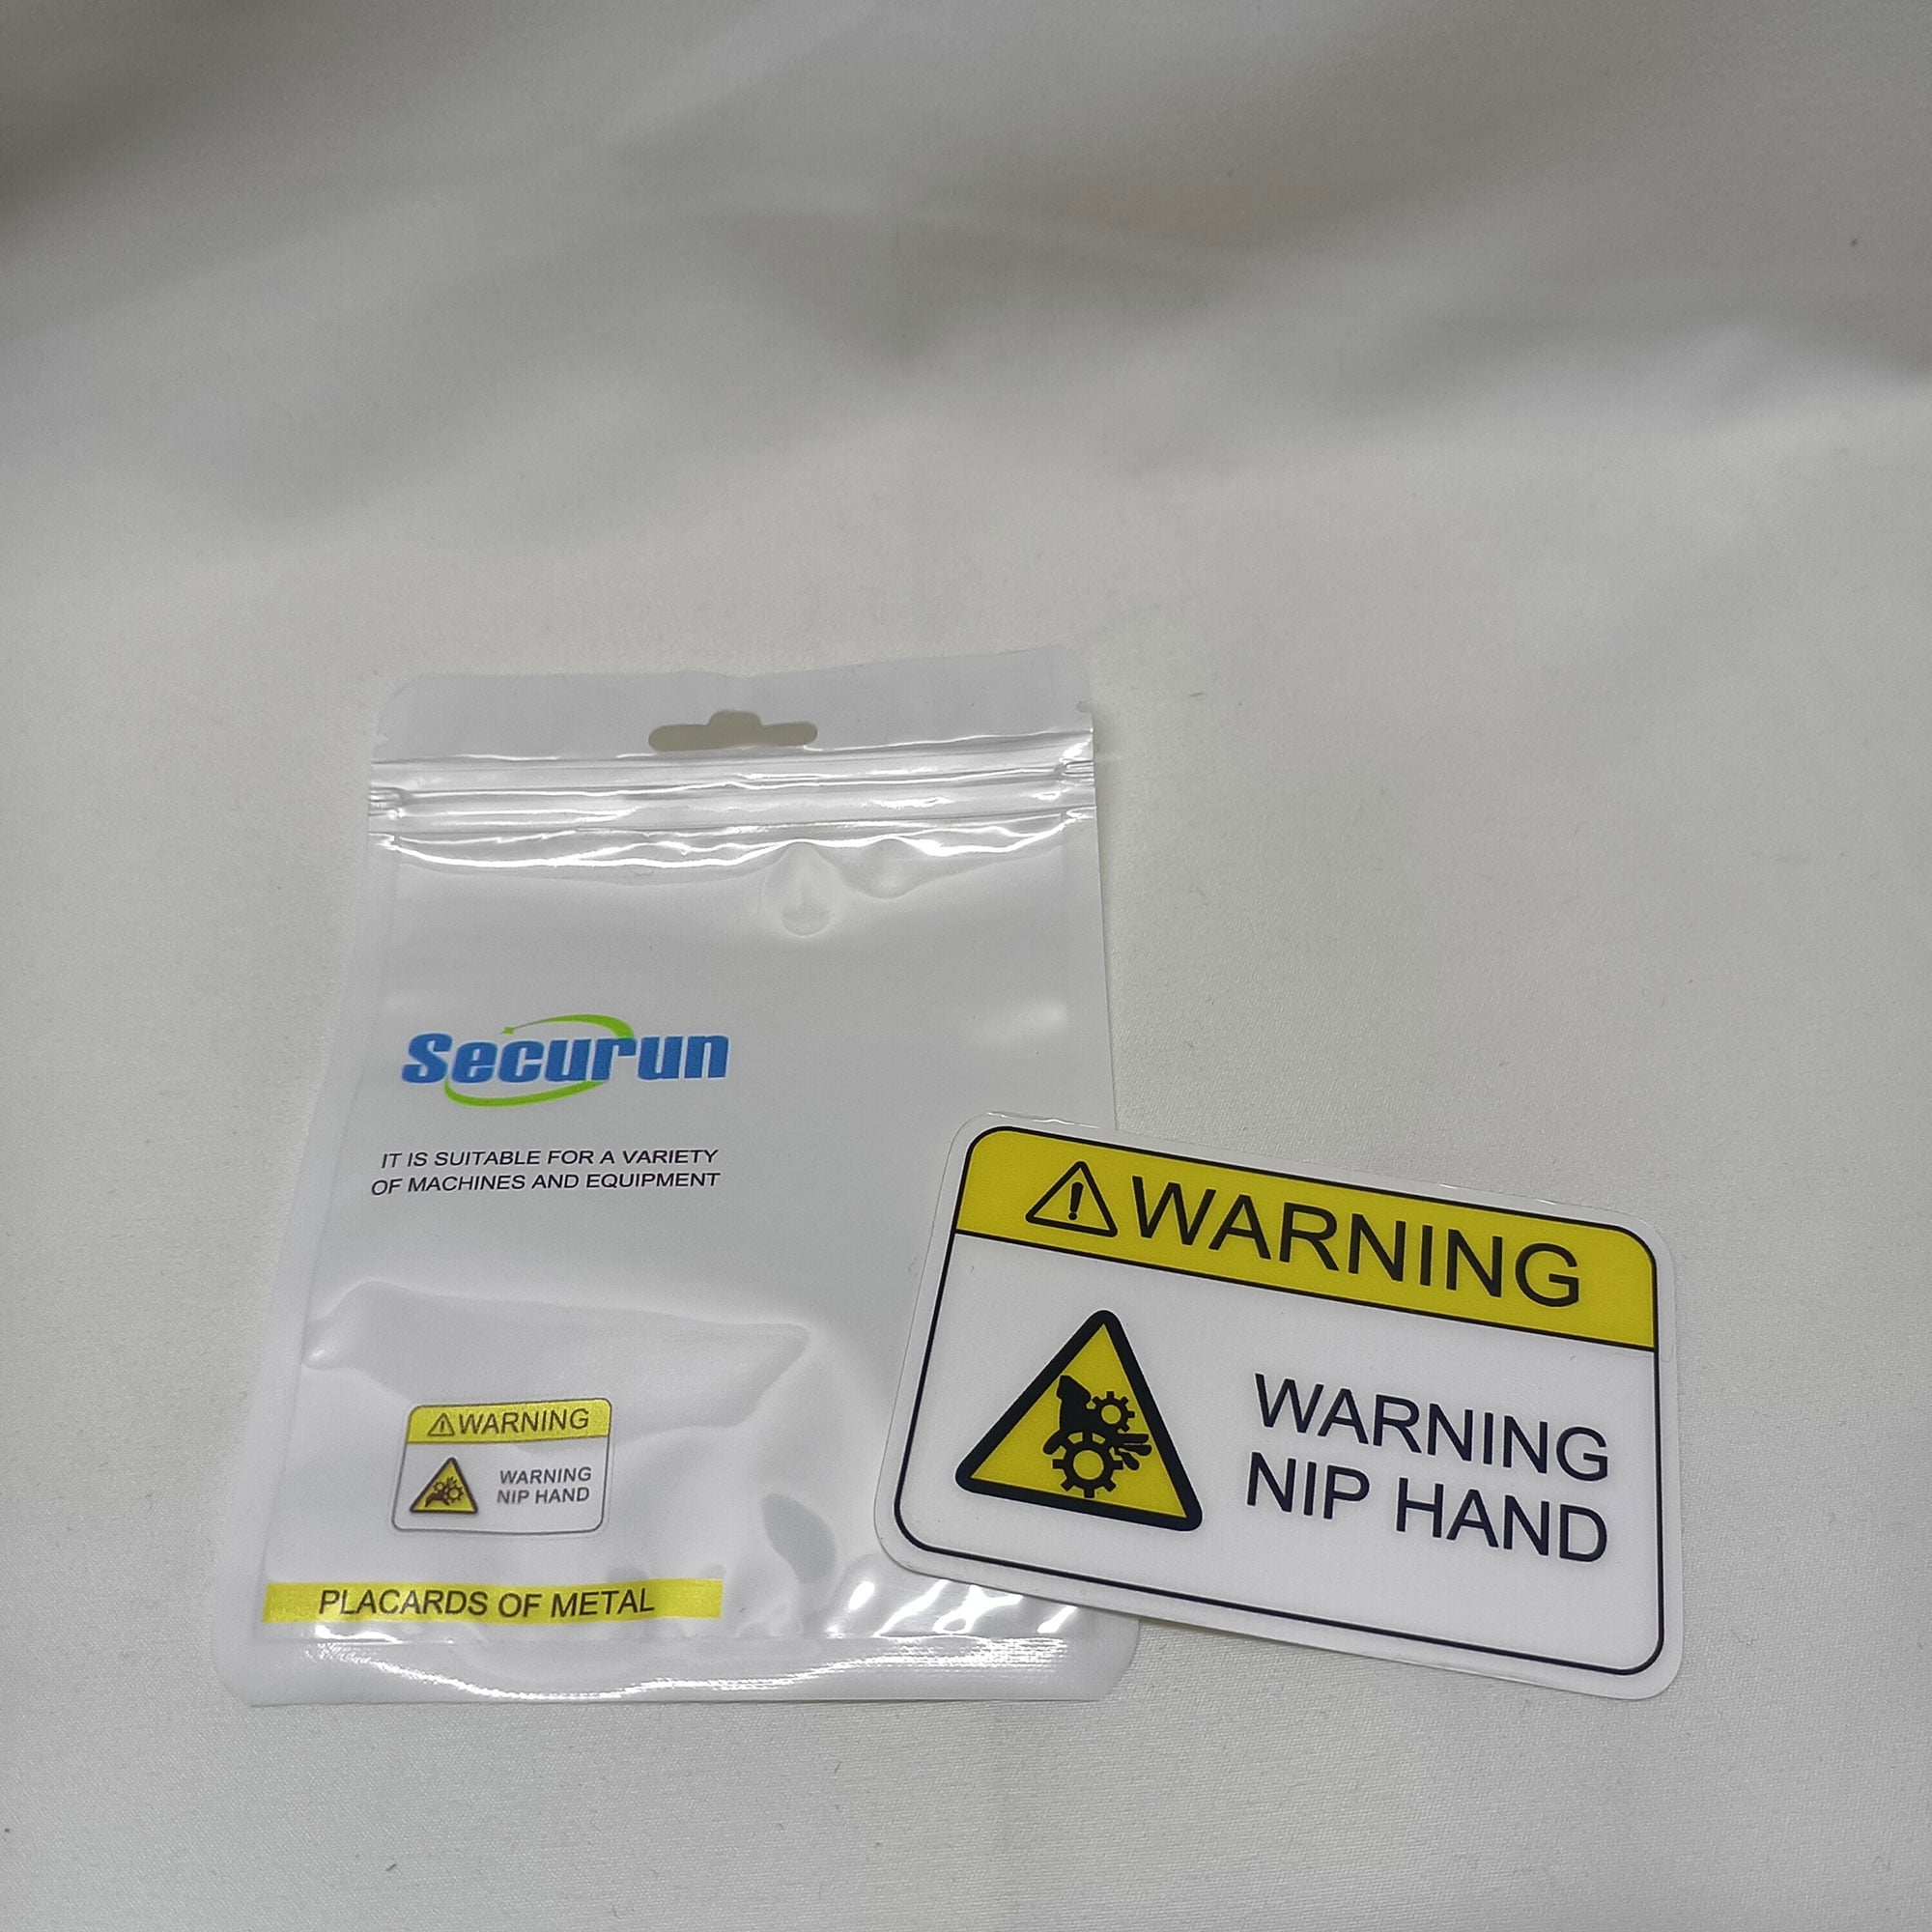 Securun
IT IS SUITABLE FOR A VARIETY
OF MACHINES AND EQUIPMENT
WARNING
WARNING
NIP HAND
PLACARDS OF METAL
WARNING
WARNING
NIP HAND